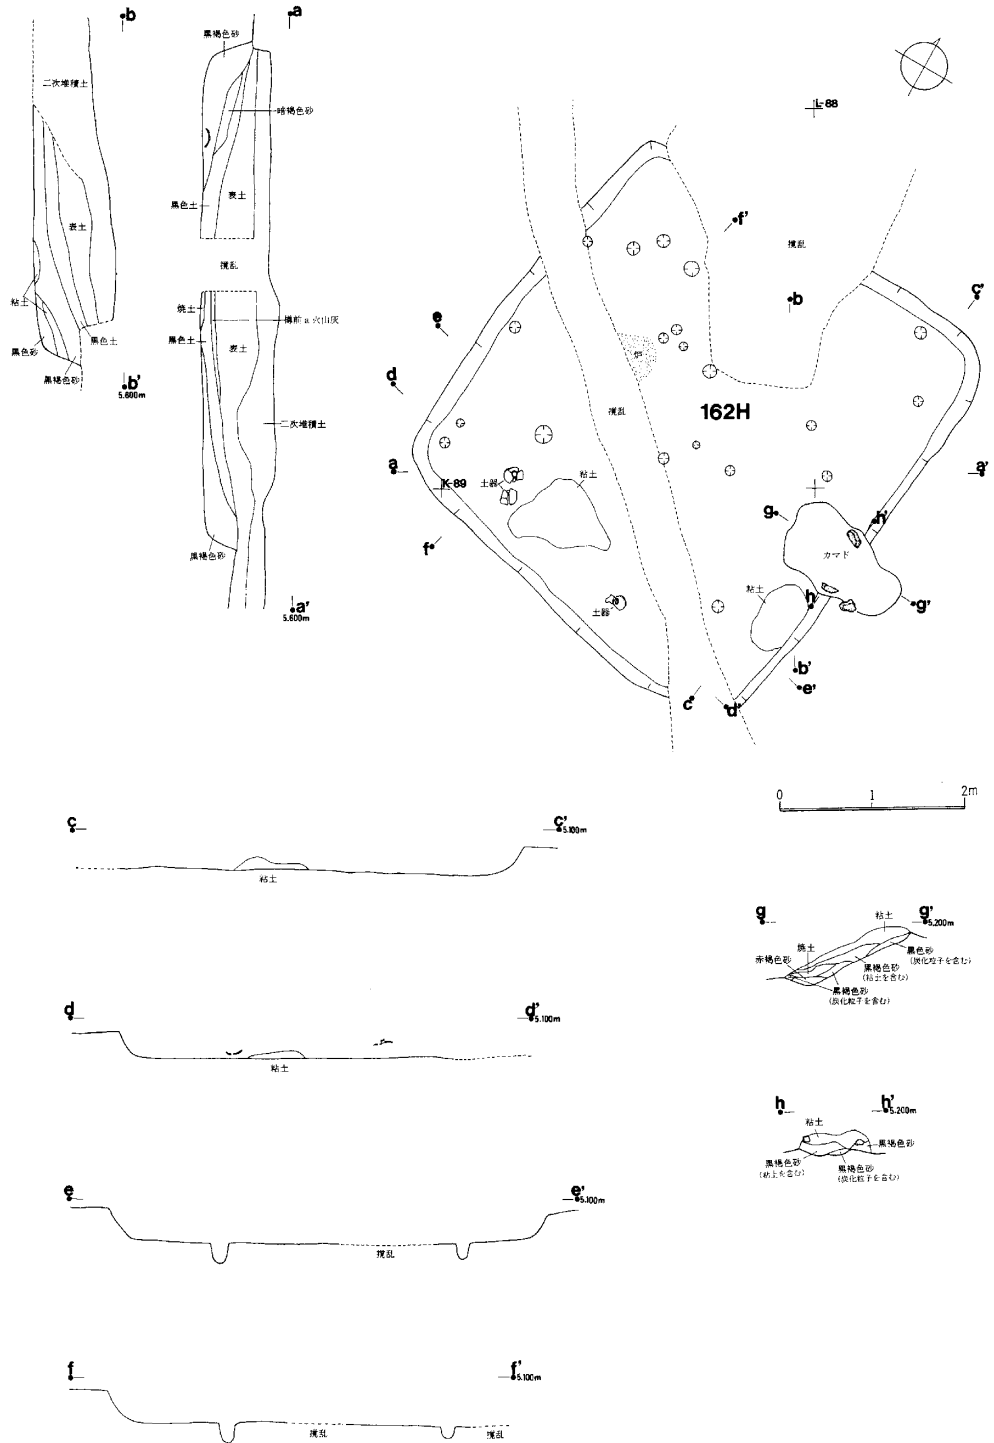 b
二次堆積土
表土
粘土
黒色砂
黒褐色砂
黒色土
b'
5.600m
a
黒褐色砂
暗褐色砂
黒色土
表土
撹乱
焼土
樽前a火山灰
黒色土
表土
二次堆積土
黒褐色砂
a'
5.600m
L-88
f'
撹乱
b
c'
e
炉
d
162H
撹乱
a
K-89
土器
粘土
a'
g
h'
f
カマド
粘土
h
土器
g'
b'
e'
c
d'
0 1 2m
c
c'
5.100m
粘土
g
g'
5.200m
粘土
焼土
赤褐色砂
黒色砂
(炭化粒子を含む)
黒褐色砂
(粘土を含む)
黒褐色砂
(炭化粒子を含む)
d
d'
5.100m
粘土
h
h'
5.200m
粘土
黒褐色砂
黒褐色砂
(粘土を含む)
黒褐色砂
(炭化粒子を含む)
e
e'
5.100m
撹乱
f
f'
5.100m
撹乱
撹乱